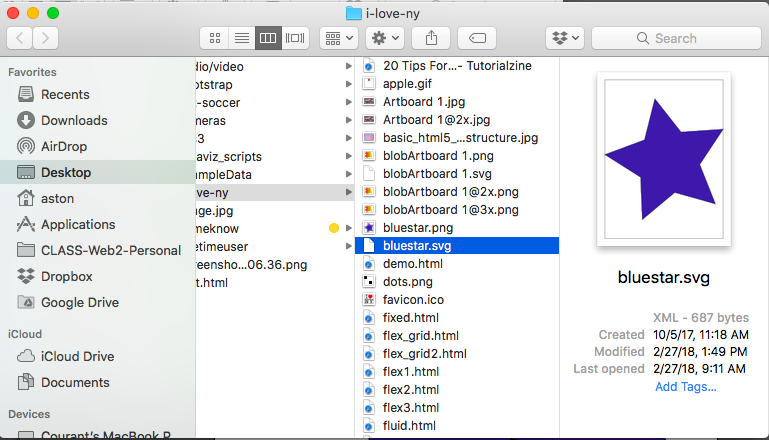 i-love-ny
Search
Favorites
Recents
Downloads
AirDrop
Desktop
aston
Applications
CLASS-Web2-Personal
Dropbox
Google Drive
iCloud
iCloud Drive
Documents
Devices
Courant's MacBook P
dio/video
otstrap
-soccer
meras
3
aviz_scripts
mpleData
ove-ny
nge.jpg
meknow
etimeuser
reensho...06.36.png
t.html
20 Tips For...- Tutorialzine
apple.gif
Artboard 1.jpg
Artboard 1@2x.jpg
basic_html5_...structure.jpg
blobArtboard 1.png
blobArtboard 1.svg
blobArtboard 1@2x.png
blobArtboard 1@3x.png
bluestar.png
bluestar.svg
demo.html
dots.png
favicon.ico
fixed.html
flex_grid.html
flex_grid2.html
flex1.html
flex2.html
flex3.html
fluid.html
bluestar.svg
XML - 687 bytes
Created 10/5/17, 11:18 AM
Modified 2/27/18, 1:49 PM
Last opened 2/27/18, 9:11 AM
Add Tags...